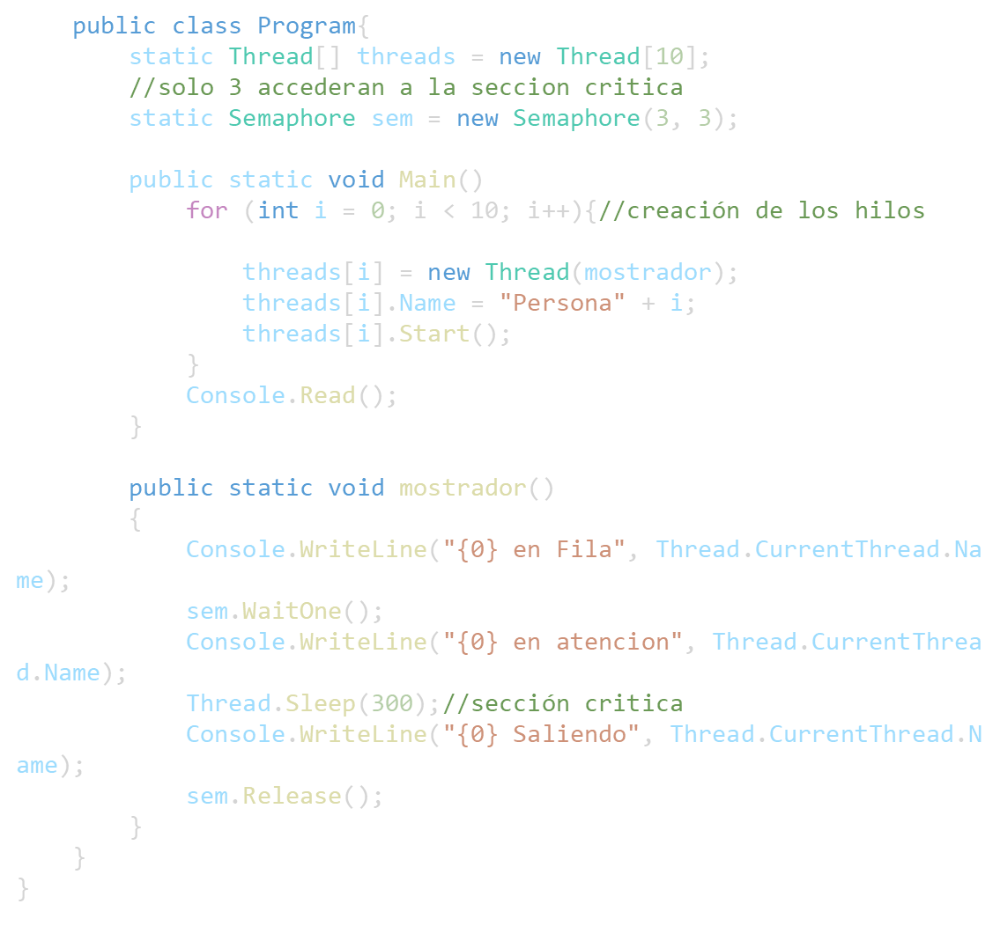 public class Program{
static Thread[] threads = new Thread[10];
//solo 3 accederan a la seccion critica
static Semaphore sem = new Semaphore(3, 3);
public static void Main()
for (int i = 0; i < 10; i++){//creación de los hilos
threads[i] = new Thread(mostrador);
threads[i].Name = "Persona" + i;
threads[i].Start();
}
Console.Read();
}
public static void mostrador()
{
Console.WriteLine("{0} en Fila", Thread.CurrentThread.Na
me);
sem.WaitOne();
Console.WriteLine("{0} en atencion", Thread.CurrentThrea
d.Name);
Thread.Sleep(300);//sección critica
Console.WriteLine("{0} Saliendo", Thread.CurrentThread.N
ame);
sem.Release();
}
}
}